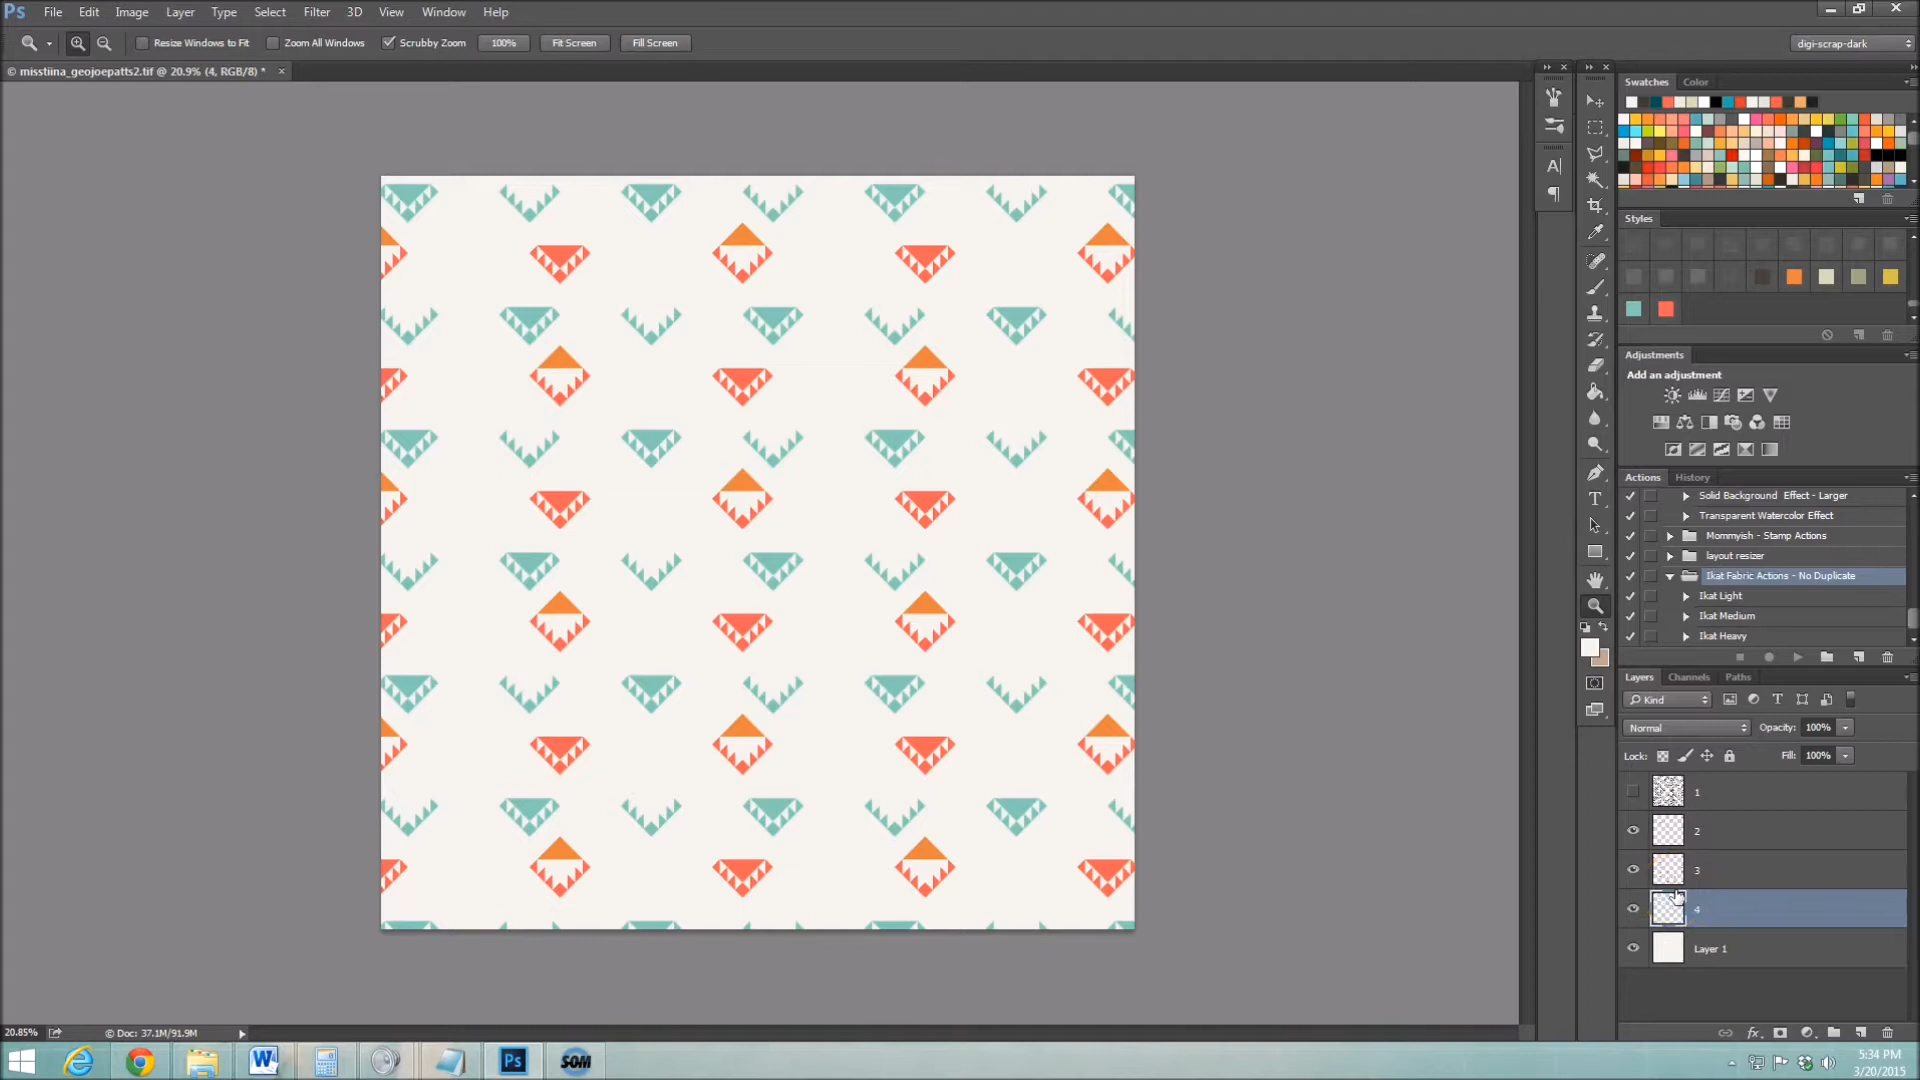 Ps File Edit Image Layer Type Select Filter 3D View Window Help
Resize Windows to Fit Zoom All Windows Scrubby Zoom 100% Fit Screen Fill Screen digi-scrap-dark
© misstiina_geojoepatts2.tif @ 20.9% (4, RGB/8) *
Swatches Color
Styles
Adjustments
Add an adjustment
Actions History
Solid Background Effect - Larger
Transparent Watercolor Effect
Mommyish - Stamp Actions
layout resizer
Ikat Fabric Actions - No Duplicate
Ikat Light
Ikat Medium
Ikat Heavy
Layers Channels Paths
Kind
Normal Opacity: 100%
Lock: Fill: 100%
1
2
3
4
Layer 1
20.85% Doc: 37.1M/91.9M
Ps SOM
5:34 PM
3/20/2015